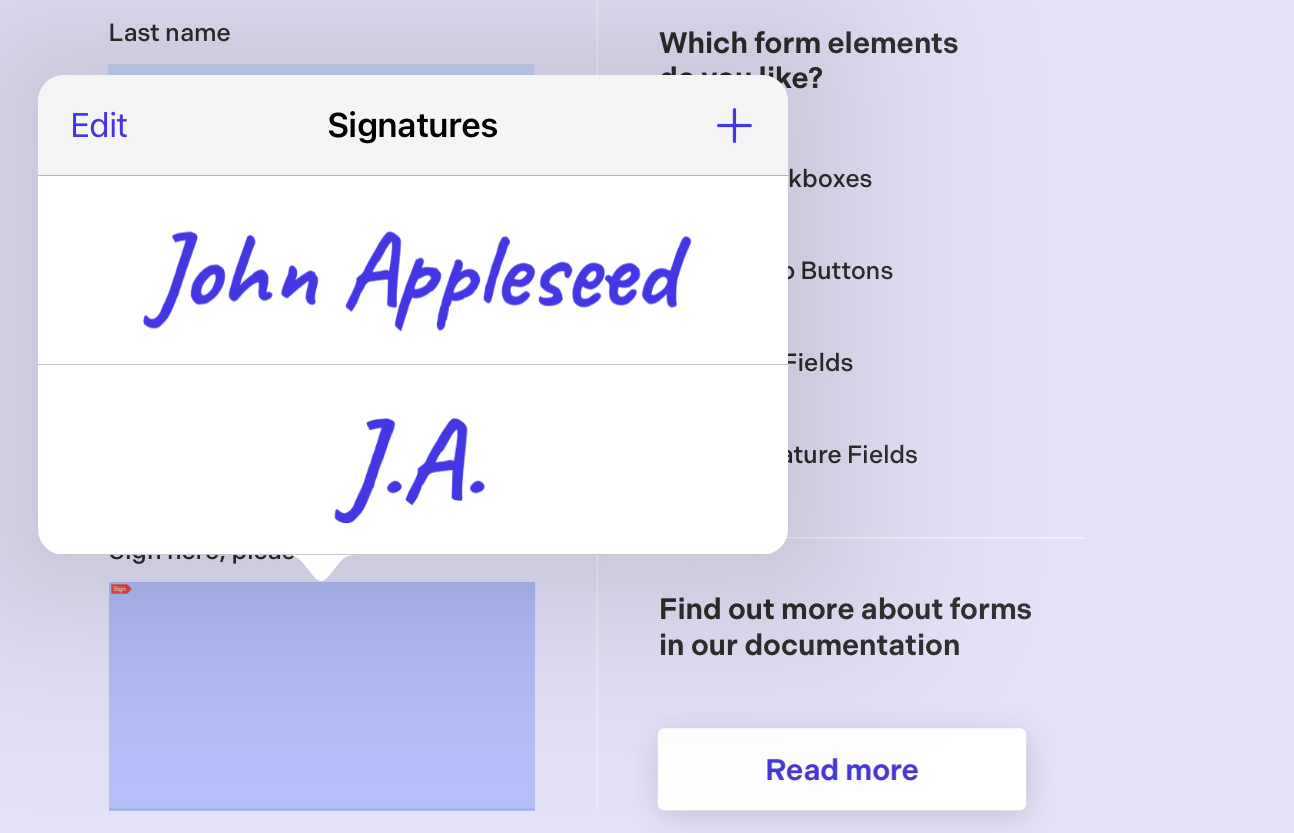 Last name
Edit
Signatures
John Appleseed
J.A.
Sign here, pleas
Sign
Which form elements
do you like?
kboxes
Buttons
Fields
ature Fields
Find out more about forms
in our documentation
Read more